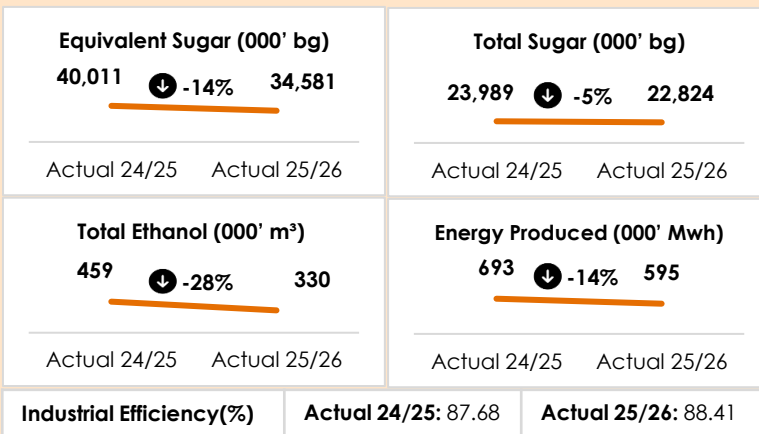 Equivalent Sugar (000' bg)
40,011 -14% 34,581
Actual 24/25 Actual 25/26
Total Sugar (000' bg)
23,989 -5% 22,824
Actual 24/25 Actual 25/26
Total Ethanol (000' m³)
459 -28% 330
Actual 24/25 Actual 25/26
Energy Produced (000' Mwh)
693 -14% 595
Actual 24/25 Actual 25/26
Industrial Efficiency(%) Actual 24/25: 87.68 Actual 25/26: 88.41